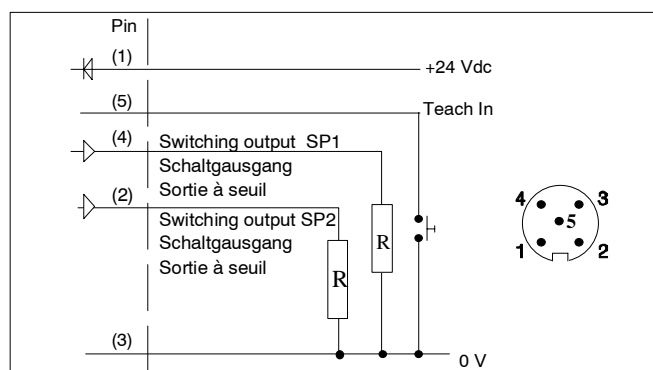 Pin
(1)
+24 Vdc
(5)
Teach In
(4)
Switching output SP1
Schaltgausgang
Sortie à seuil
(2)
Switching output SP2
Schaltgausgang
Sortie à seuil
R
R
(3)
0 V
4
3
5
1
2